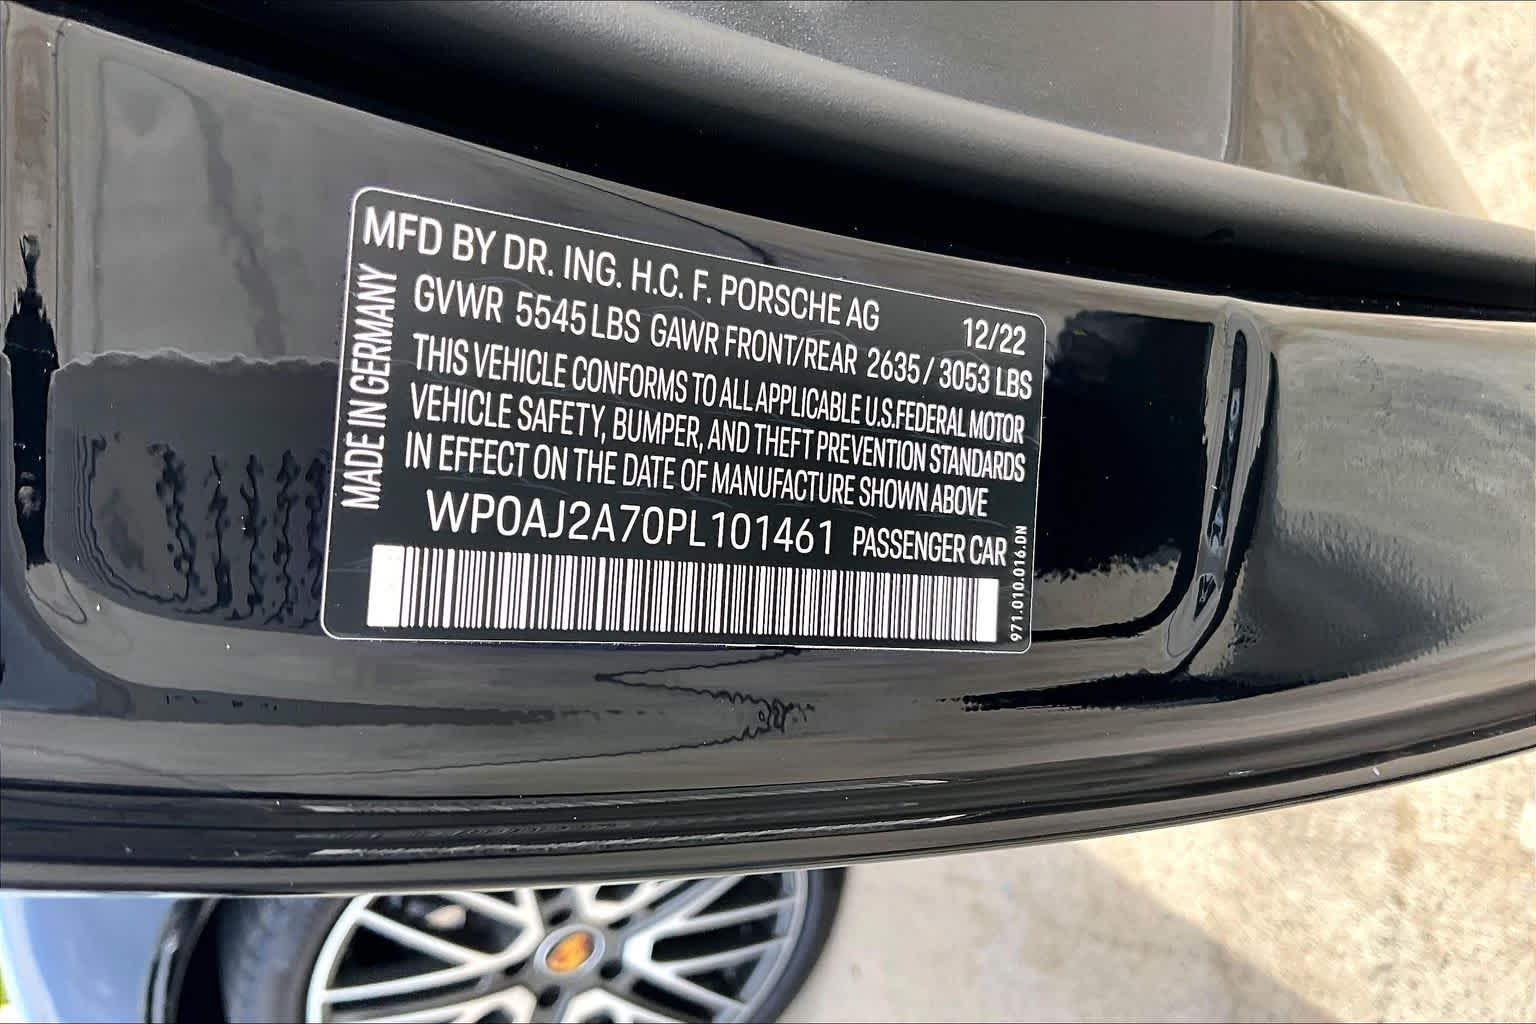 MFD BY DR. ING. H.C. F. PORSCHE AG 12/22
GVWR 5545 LBS GAWR FRONT/REAR 2635 / 3053 LBS
THIS VEHICLE CONFORMS TO ALL APPLICABLE U.S.FEDERAL MOTOR
VEHICLE SAFETY, BUMPER, AND THEFT PREVENTION STANDARDS
IN EFFECT ON THE DATE OF MANUFACTURE SHOWN ABOVE
WP0AJ2A70PL101461 PASSENGER CAR
MADE IN GERMANY
971.010.016.DN